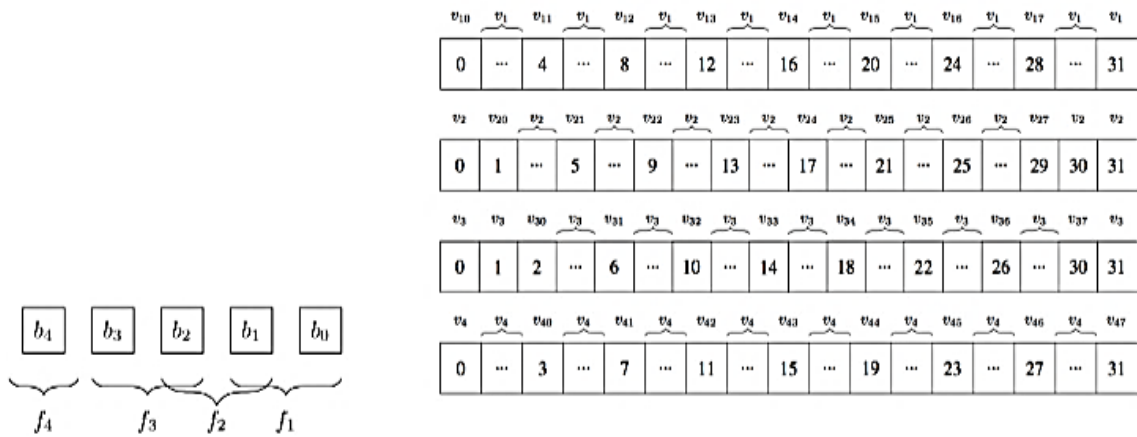 v₁₀ v₁ v₁₁ v₁ v₁₂ v₁ v₁₃ v₁ v₁₄ v₁ v₁₅ v₁ v₁₆ v₁ v₁₇ v₁ v₁
0 ... 4 ... 8 ... 12 ... 16 ... 20 ... 24 ... 28 ... 31
v₂ v₂₀ v₂ v₂₁ v₂ v₂₂ v₂ v₂₃ v₂ v₂₄ v₂ v₂₅ v₂ v₂₆ v₂ v₂₇ v₂ v₂
0 1 ... 5 ... 9 ... 13 ... 17 ... 21 ... 25 ... 29 30 31
v₃ v₃ v₃₀ v₃ v₃₁ v₃ v₃₂ v₃ v₃₃ v₃ v₃₄ v₃ v₃₅ v₃ v₃₆ v₃ v₃₇ v₃
0 1 2 ... 6 ... 10 ... 14 ... 18 ... 22 ... 26 ... 30 31
v₄ v₄ v₄₀ v₄ v₄₁ v₄ v₄₂ v₄ v₄₃ v₄ v₄₄ v₄ v₄₅ v₄ v₄₆ v₄ v₄₇
0 ... 3 ... 7 ... 11 ... 15 ... 19 ... 23 ... 27 ... 31
b₄ b₃ b₂ b₁ b₀
f₄ f₃ f₂ f₁